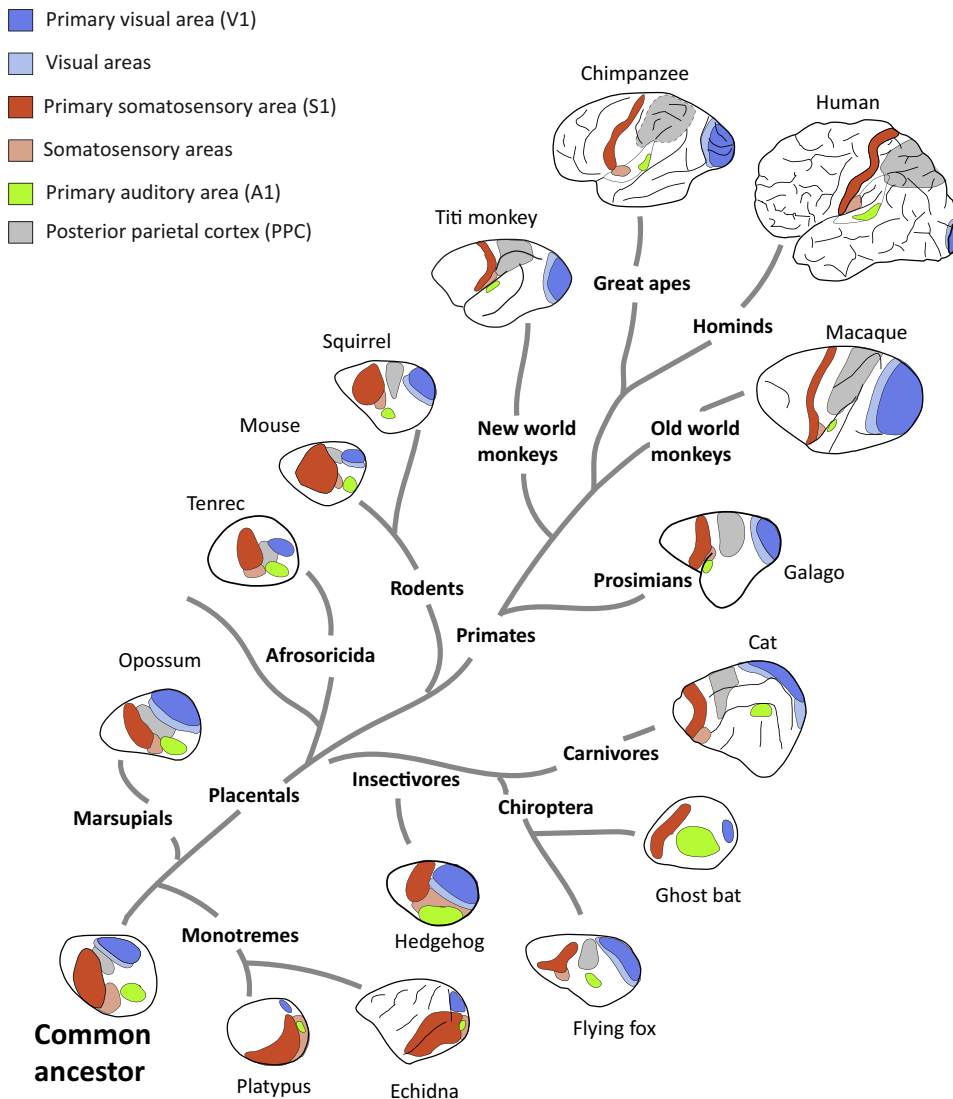 Primary visual area (V1)
Visual areas
Primary somatosensory area (S1)
Somatosensory areas
Primary auditory area (A1)
Posterior parietal cortex (PPC)
Chimpanzee
Human
Titi monkey
Great apes
Hominds
Macaque
Squirrel
Mouse
New world
monkeys
Old world
monkeys
Tenrec
Rodents
Prosimians
Galago
Primates
Afrosoricida
Opossum
Cat
Carnivores
Insectivores
Placentals
Chiroptera
Marsupials
Ghost bat
Hedgehog
Monotremes
Flying fox
Common
ancestor
Platypus
Echidna